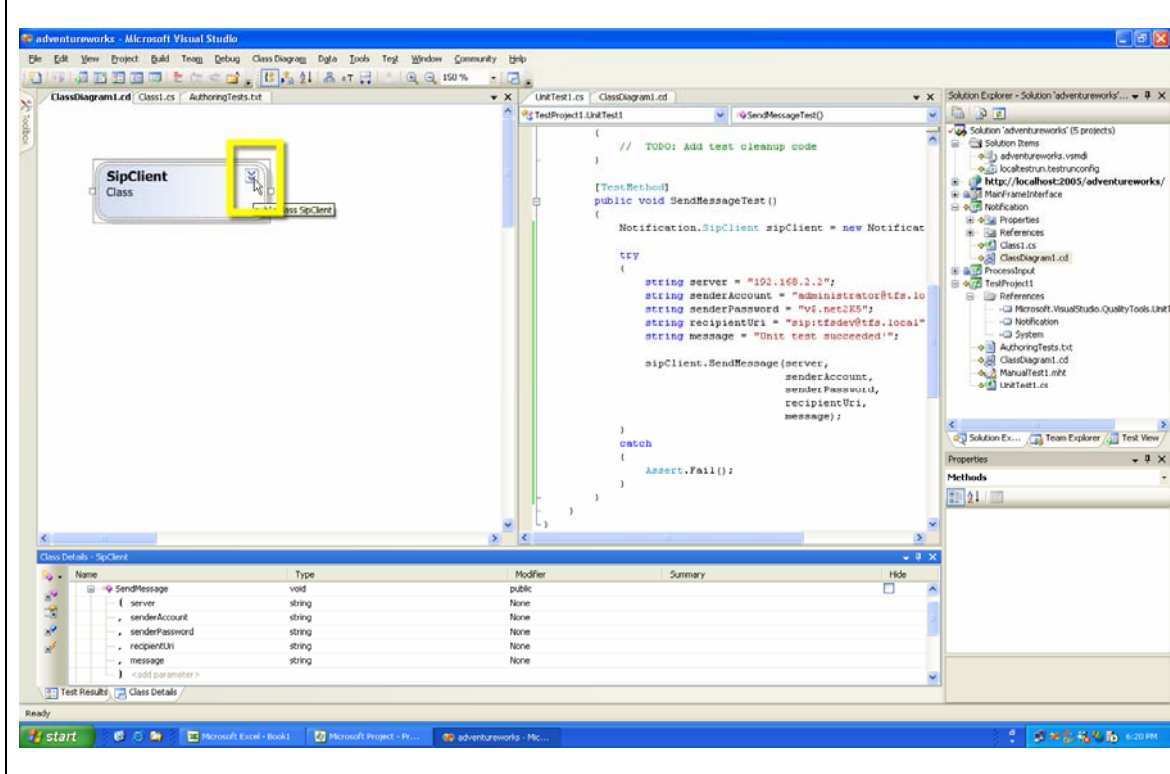 adventureworks - Microsoft Visual Studio
File Edit View Project Build Team Debug Class Diagram Data Tools Test Window Community Help
150 %
ClassDiagram1.cd Class1.cs AuthoringTests.txt
Toolbox
SipClient
Class
class SipClient
UnitTest1.cs ClassDiagram1.cd
TestProject1.UnitTest1 SendMessageTest()
{
// TODO: Add test cleanup code
}
[TestMethod]
public void SendMessageTest()
{
Notification.SipClient sipClient = new Notificat
try
{
string server = "192.168.2.2";
string senderAccount = "administrator@tfs.lo
string senderPassword = "v$.net2K5";
string recipientUri = "sip:tfsdev@tfs.local"
string message = "Unit test succeeded!";
sipClient.SendMessage(server,
senderAccount,
senderPassword,
recipientUri,
message);
}
catch
{
Assert.Fail();
}
}
}
}
Solution Explorer - Solution 'adventureworks'...
Solution 'adventureworks' (5 projects)
Solution Items
adventureworks.vsmdi
localtestrun.testrunconfig
http://localhost:2005/adventureworks/
MainFrameInterface
Notification
Properties
References
Class1.cs
ClassDiagram1.cd
ProcessInput
TestProject1
References
Microsoft.VisualStudio.QualityTools.UnitT
Notification
System
AuthoringTests.txt
ClassDiagram1.cd
ManualTest1.mht
UnitTest1.cs
Solution Ex... Team Explorer Test View
Properties
Methods
Class Details - SipClient
Name Type Modifier Summary Hide
SendMessage void public
( server string None
, senderAccount string None
, senderPassword string None
, recipientUri string None
, message string None
) <add parameter>
Test Results Class Details
Ready
start Microsoft Excel - Book1 Microsoft Project - Pr... adventureworks - Mic... 6:20 PM